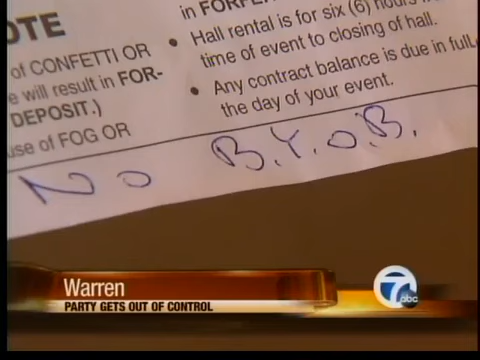 OTE
of CONFETTI OR
e will result in FOR-
DEPOSIT.)
use of FOG OR
in
• Hall rental is for six (6) hours
time of event to closing of hall.
• Any contract balance is due in full
the day of your event.
No B.Y.O.B.
Warren
PARTY GETS OUT OF CONTROL
7 abc